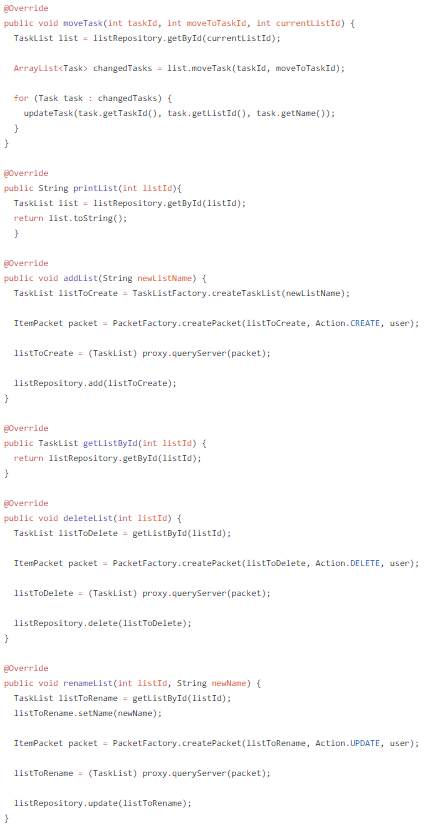 @Override
public void moveTask(int taskId, int moveToTaskId, int currentListId) {
  TaskList list = listRepository.getById(currentListId);

  ArrayList<Task> changedTasks = list.moveTask(taskId, moveToTaskId);

  for (Task task : changedTasks) {
    updateTask(task.getTaskId(), task.getListId(), task.getName());
  }
}

@Override
public String printList(int listId){
  TaskList list = listRepository.getById(listId);
  return list.toString();
  }

@Override
public void addList(String newListName) {
  TaskList listToCreate = TaskListFactory.createTaskList(newListName);

  ItemPacket packet = PacketFactory.createPacket(listToCreate, Action.CREATE, user);

  listToCreate = (TaskList) proxy.queryServer(packet);

  listRepository.add(listToCreate);
}

@Override
public TaskList getListById(int listId) {
  return listRepository.getById(listId);
}

@Override
public void deleteList(int listId) {
  TaskList listToDelete = getListById(listId);

  ItemPacket packet = PacketFactory.createPacket(listToDelete, Action.DELETE, user);

  listToDelete = (TaskList) proxy.queryServer(packet);

  listRepository.delete(listToDelete);
}

@Override
public void renameList(int listId, String newName) {
  TaskList listToRename = getListById(listId);
  listToRename.setName(newName);

  ItemPacket packet = PacketFactory.createPacket(listToRename, Action.UPDATE, user);

  listToRename = (TaskList) proxy.queryServer(packet);

  listRepository.update(listToRename);
}